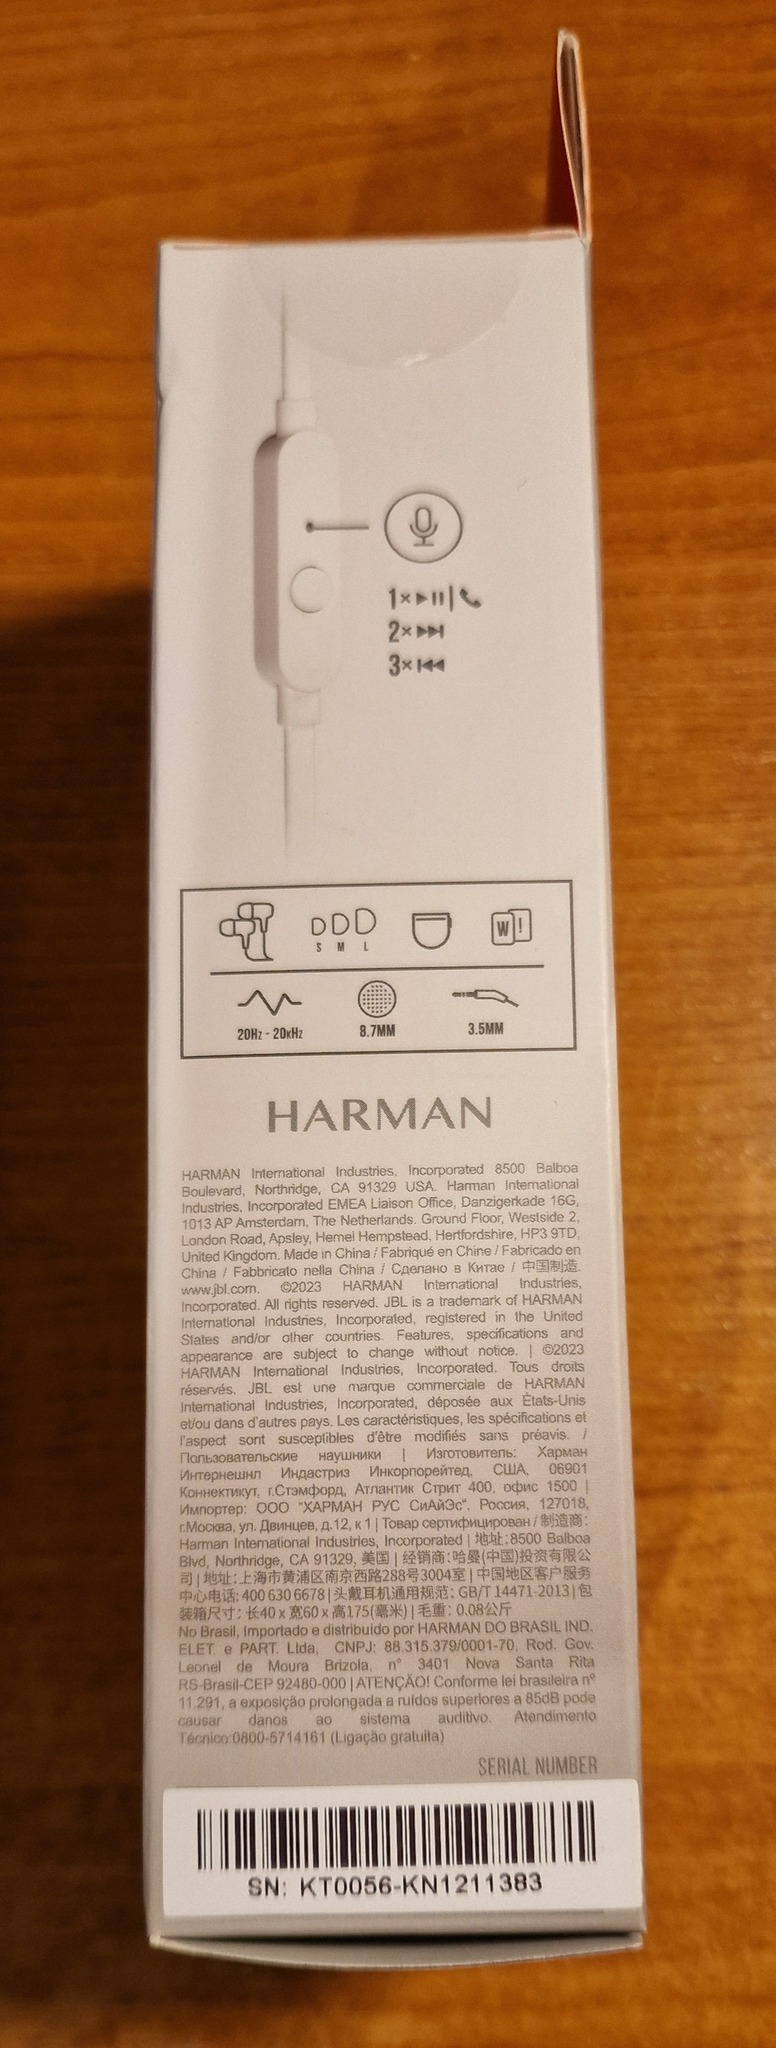 1×
2×
3×
S M L
W !
20Hz - 20kHz 8.7MM 3.5MM
HARMAN
HARMAN International Industries, Incorporated 8500 Balboa
Boulevard, Northridge, CA 91329 USA. Harman International
Industries, Incorporated EMEA Liaison Office, Danzigerkade 16G,
1013 AP Amsterdam, The Netherlands. Ground Floor, Westside 2,
London Road, Apsley, Hemel Hempstead, Hertfordshire, HP3 9TD,
United Kingdom. Made in China / Fabriqué en Chine / Fabricado en
China / Fabbricato nella China / Сделано в Китае / 中国制造.
www.jbl.com. ©2023 HARMAN International Industries,
Incorporated. All rights reserved. JBL is a trademark of HARMAN
International Industries, Incorporated, registered in the United
States and/or other countries. Features, specifications and
appearance are subject to change without notice. | ©2023
HARMAN International Industries, Incorporated. Tous droits
réservés. JBL est une marque commerciale de HARMAN
International Industries, Incorporated, déposée aux États-Unis
et/ou dans d'autres pays. Les caractéristiques, les spécifications et
l'aspect sont susceptibles d'être modifiés sans préavis. /
Пользовательские наушники | Изготовитель: Харман
Интернешнл Индастриз Инкорпорейтед, США, 06901
Коннектикут, г.Стэмфорд, Атлантик Стрит 400, офис 1500 |
Импортер: ООО "ХАРМАН РУС СиАйЭс", Россия, 127018,
г.Москва, ул. Двинцев, д.12, к 1 | Товар сертифицирован / 制造商:
Harman International Industries, Incorporated | 地址:8500 Balboa
Blvd, Northridge, CA 91329, 美国 | 经销商:哈曼(中国)投资有限公
司 | 地址:上海市黄浦区南京西路288号3004室 | 中国地区客户服务
中心电话: 400 630 6678 | 头戴耳机通用规范: GB/T 14471-2013 | 包
装箱尺寸: 长40 x 宽60 x 高175(毫米) | 毛重: 0.08公斤
No Brasil, Importado e distribuido por HARMAN DO BRASIL IND.
ELET. e PART. Ltda, CNPJ: 88.315.379/0001-70, Rod. Gov.
Leonel de Moura Brizola, n° 3401 Nova Santa Rita
RS-Brasil-CEP 92480-000 | ATENÇÃO! Conforme lei brasileira n°
11.291, a exposição prolongada a ruídos superiores a 85dB pode
causar danos ao sistema auditivo. Atendimento
Técnico:0800-5714161 (Ligação gratuita)
SERIAL NUMBER
SN: KT0056-KN1211383